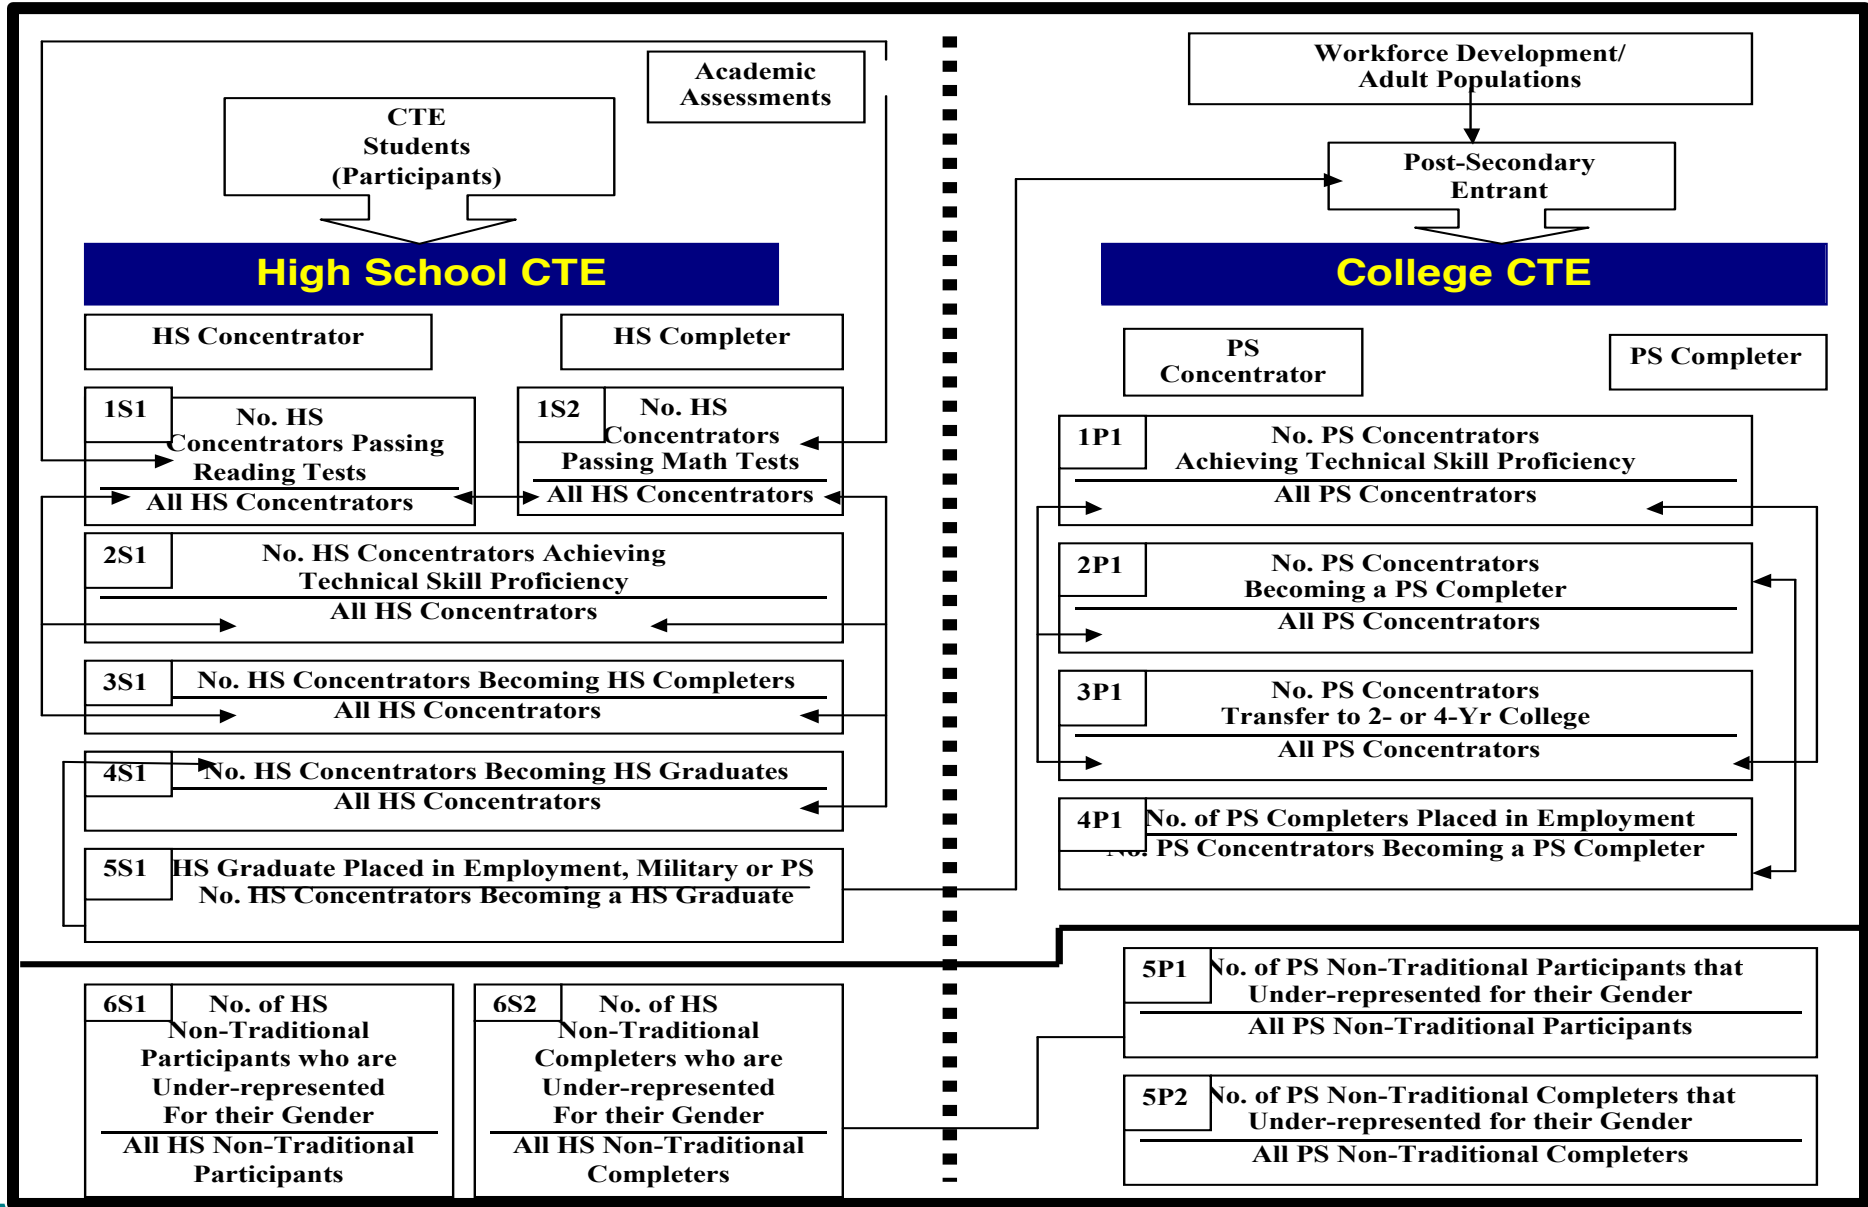 Academic
Assessments
CTE
Students
(Participants)
High School CTE
HS Concentrator
HS Completer
1S1
No. HS
Concentrators Passing
Reading Tests
All HS Concentrators
1S2
No. HS
Concentrators
Passing Math Tests
All HS Concentrators
2S1
No. HS Concentrators Achieving
Technical Skill Proficiency
All HS Concentrators
3S1
No. HS Concentrators Becoming HS Completers
All HS Concentrators
4S1
No. HS Concentrators Becoming HS Graduates
All HS Concentrators
5S1
HS Graduate Placed in Employment, Military or PS
No. HS Concentrators Becoming a HS Graduate
6S1
No. of HS
Non-Traditional
Participants who are
Under-represented
For their Gender
All HS Non-Traditional
Participants
6S2
No. of HS
Non-Traditional
Completers who are
Under-represented
For their Gender
All HS Non-Traditional
Completers
Workforce Development/
Adult Populations
Post-Secondary
Entrant
College CTE
PS
Concentrator
PS Completer
1P1
No. PS Concentrators
Achieving Technical Skill Proficiency
All PS Concentrators
2P1
No. PS Concentrators
Becoming a PS Completer
All PS Concentrators
3P1
No. PS Concentrators
Transfer to 2- or 4-Yr College
All PS Concentrators
4P1
No. of PS Completers Placed in Employment
No. PS Concentrators Becoming a PS Completer
5P1
No. of PS Non-Traditional Participants that
Under-represented for their Gender
All PS Non-Traditional Participants
5P2
No. of PS Non-Traditional Completers that
Under-represented for their Gender
All PS Non-Traditional Completers